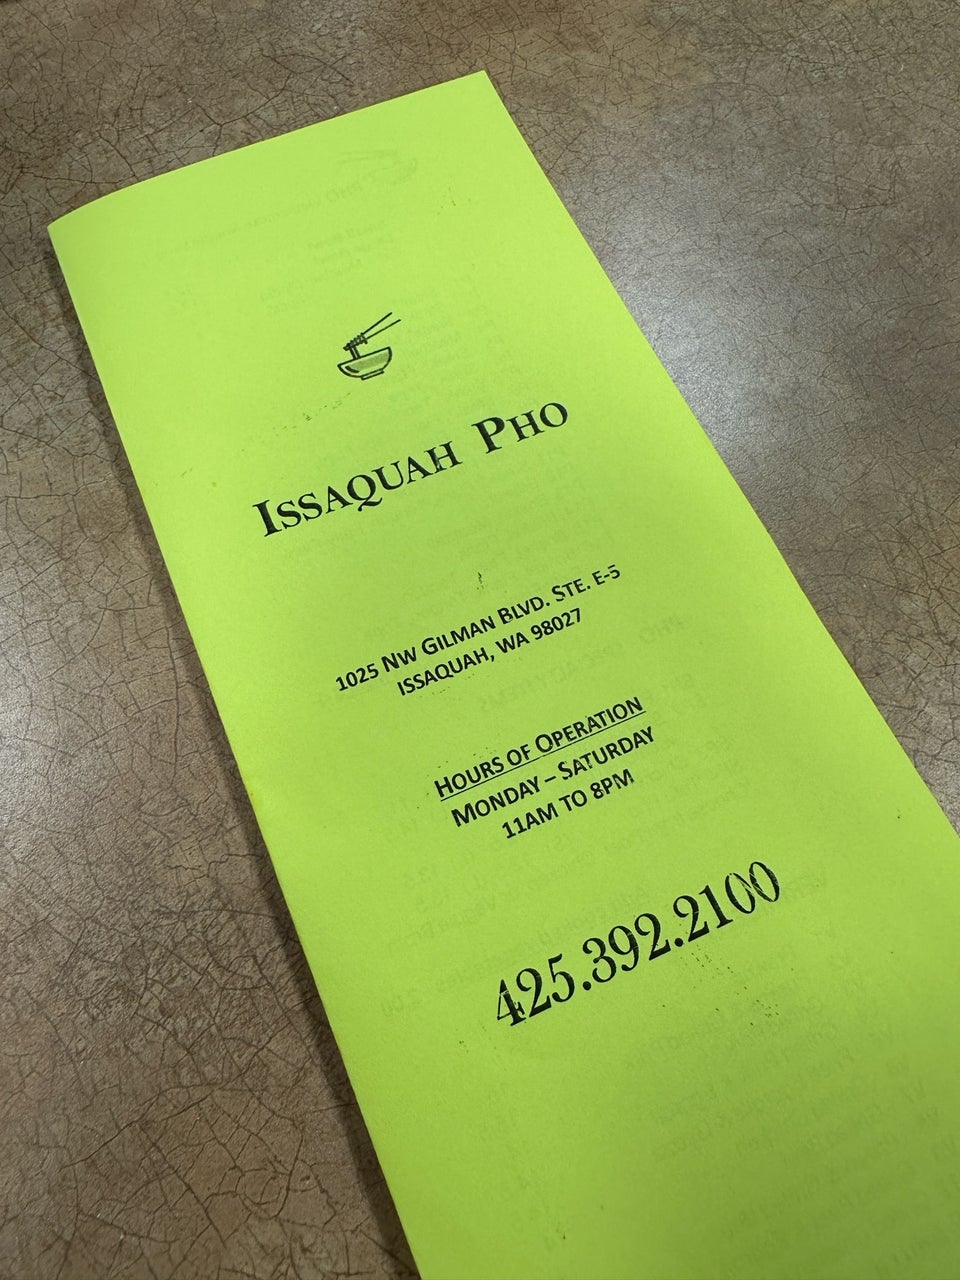 ISSAQUAH PHO
1025 NW GILMAN BLVD. STE. E-5
ISSAQUAH, WA 98027
HOURS OF OPERATION
MONDAY – SATURDAY
11AM TO 8PM
425.392.2100